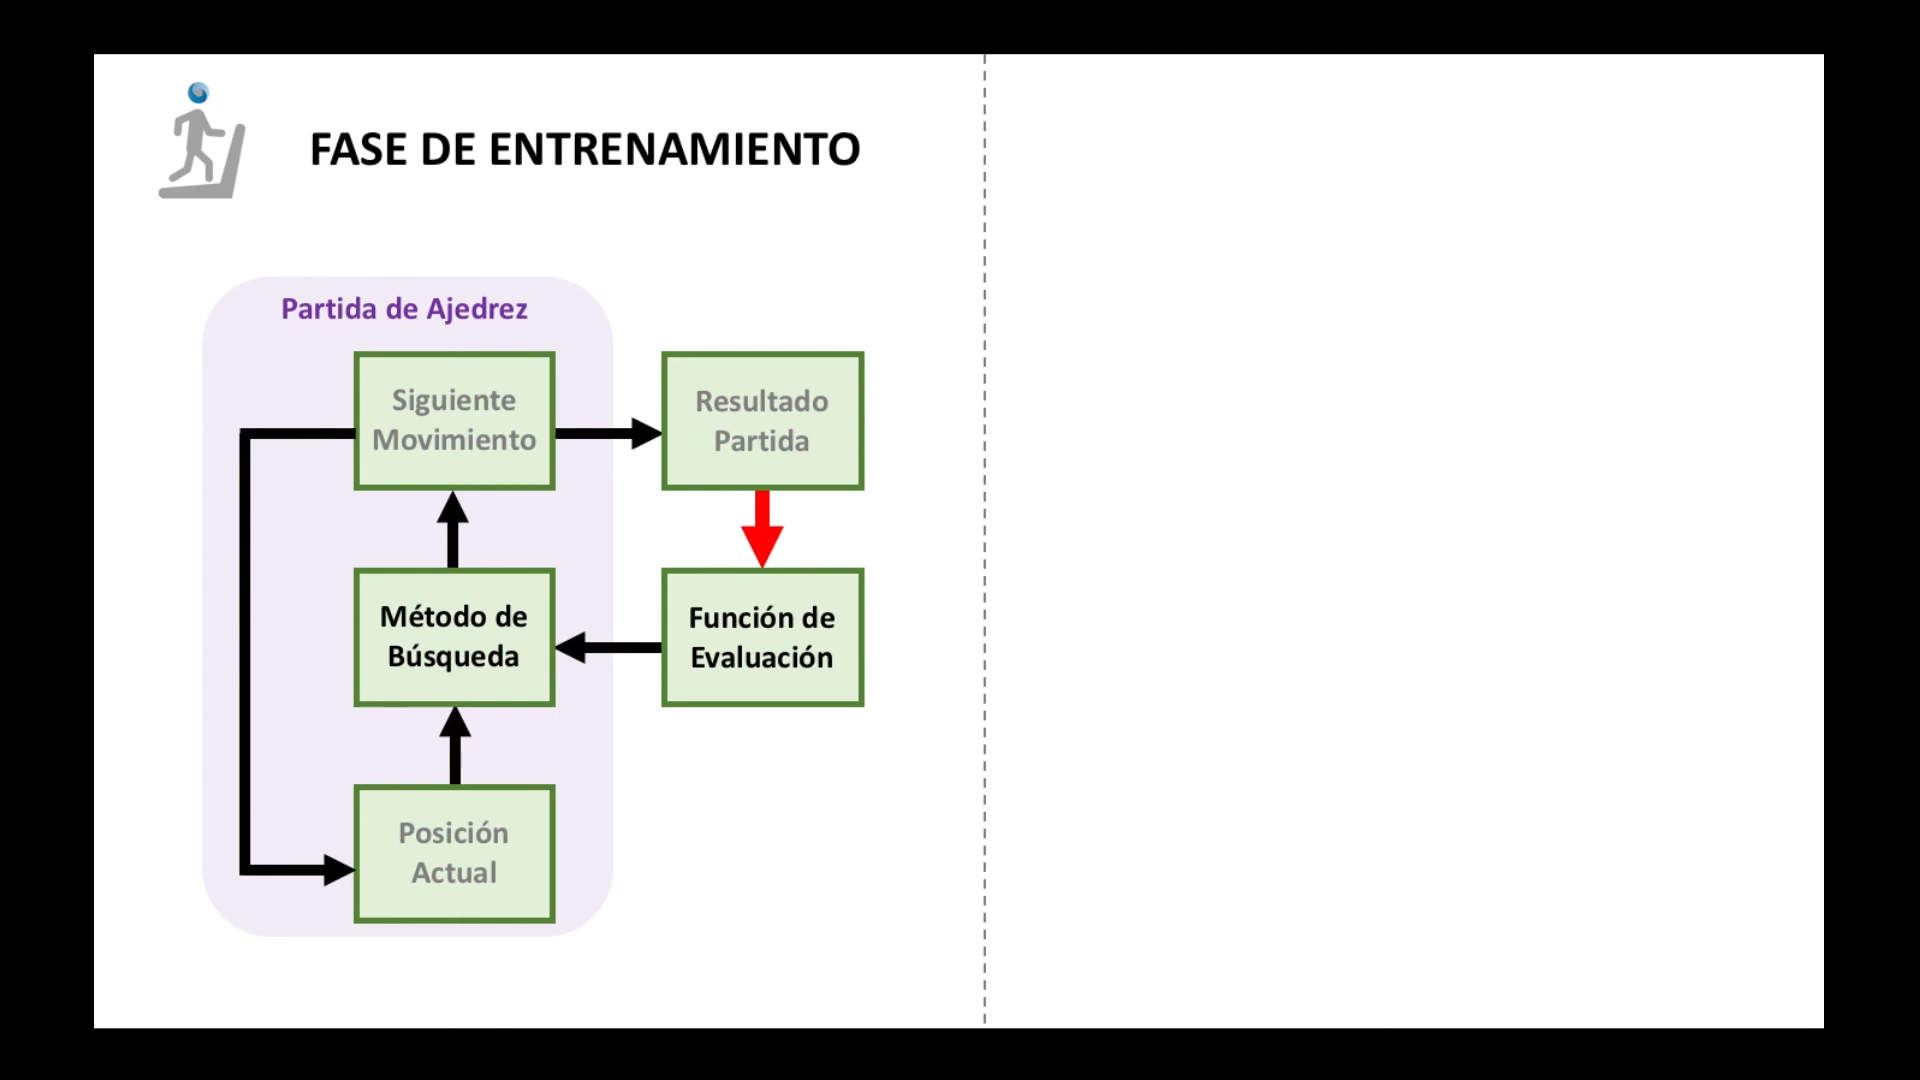 FASE DE ENTRENAMIENTO
Partida de Ajedrez
Siguiente
Movimiento
Resultado
Partida
Método de
Búsqueda
Función de
Evaluación
Posición
Actual